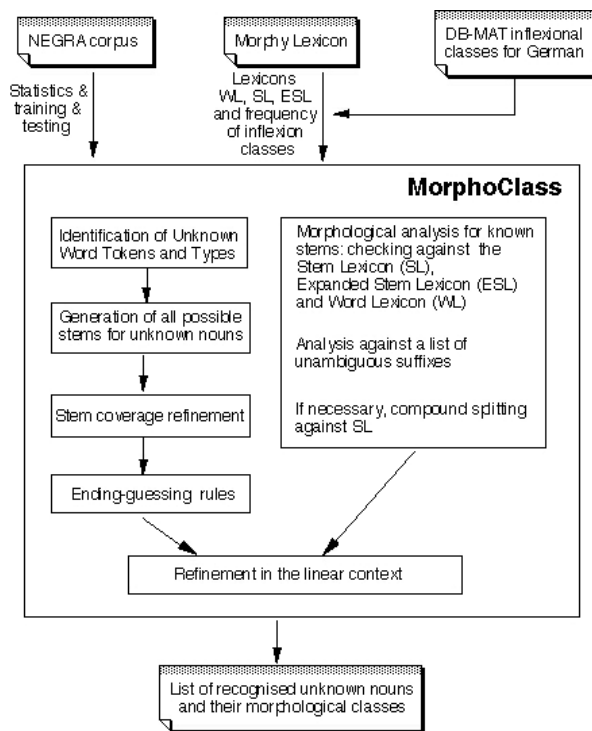 NEGRA corpus
Morphy Lexicon
DB-MAT inflexional
classes for German
Statistics &
training &
testing
Lexicons
WL, SL, ESL
and frequency
of inflexion
classes
MorphoClass
Identification of Unknown
Word Tokens and Types
Generation of all possible
stems for unknown nouns
Stem coverage refinement
Ending-guessing rules
Morphological analysis for known
stems: checking against the
Stem Lexicon (SL),
Expanded Stem Lexicon (ESL)
and Word Lexicon (WL)
Analysis against a list of
unambiguous suffixes
If necessary, compound splitting
against SL
Refinement in the linear context
List of recognised unknown nouns
and their morphological classes